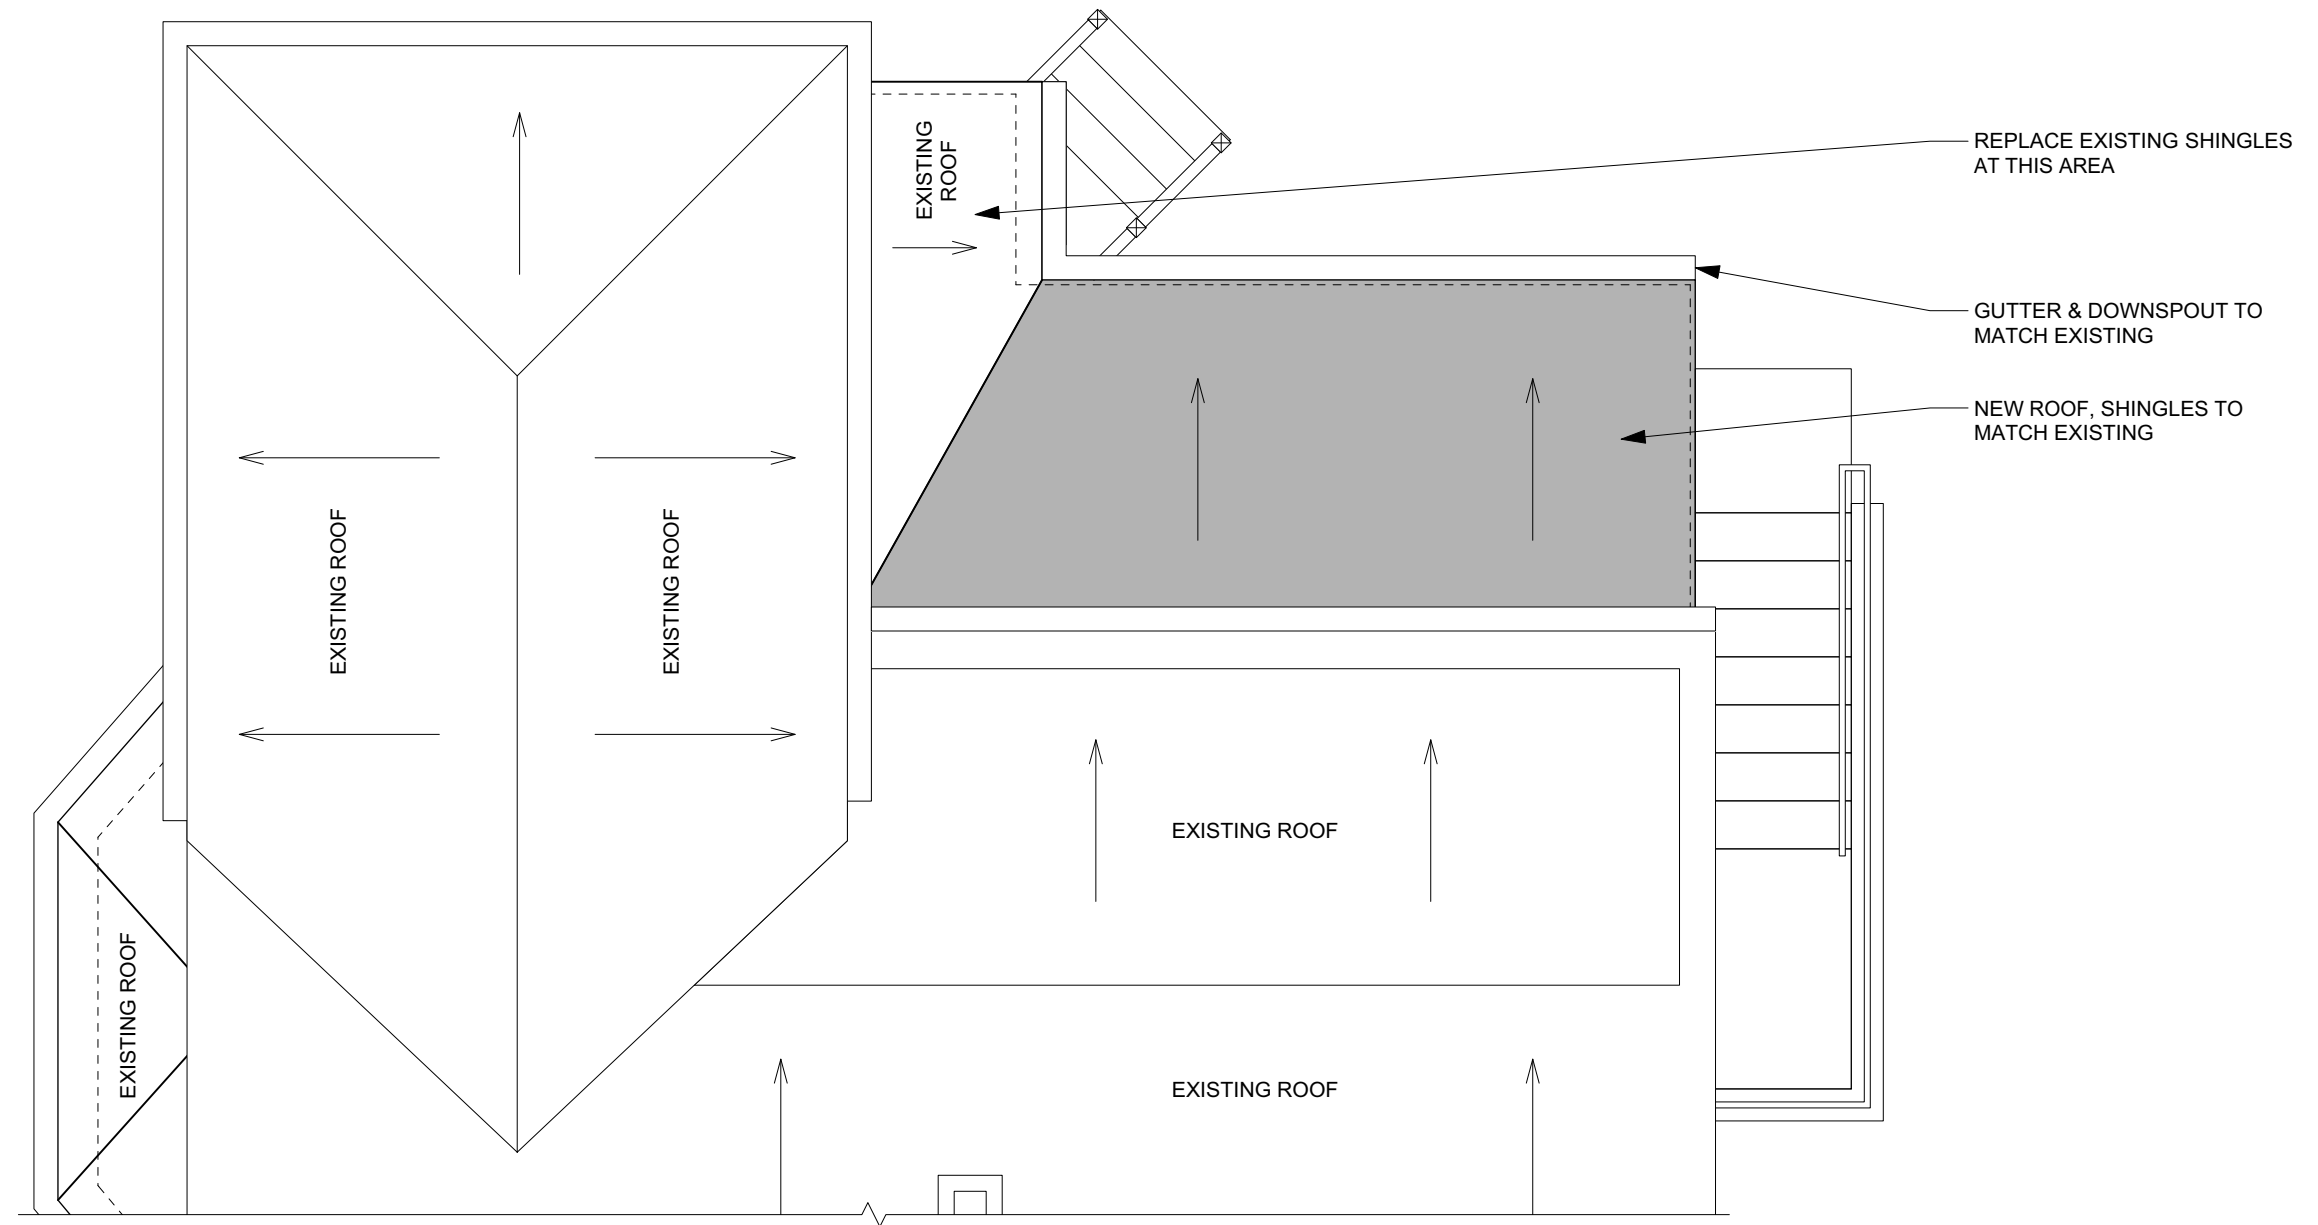 EXISTING
ROOF
REPLACE EXISTING SHINGLES
AT THIS AREA
GUTTER & DOWNSPOUT TO
MATCH EXISTING
NEW ROOF, SHINGLES TO
MATCH EXISTING
EXISTING ROOF
EXISTING ROOF
EXISTING ROOF
EXISTING ROOF
EXISTING ROOF